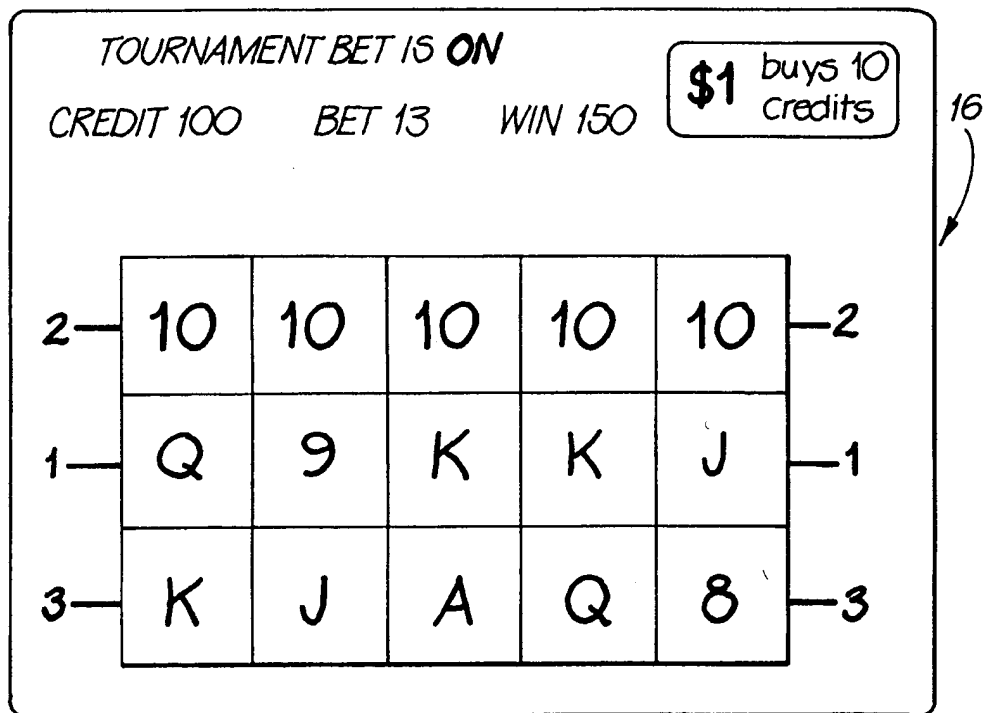 TOURNAMENT BET IS ON
$1 buys 10
credits
CREDIT 100 BET 13 WIN 150
16
2 10 10 10 10 10 2
1 Q 9 K K J 1
3 K J A Q 8 3